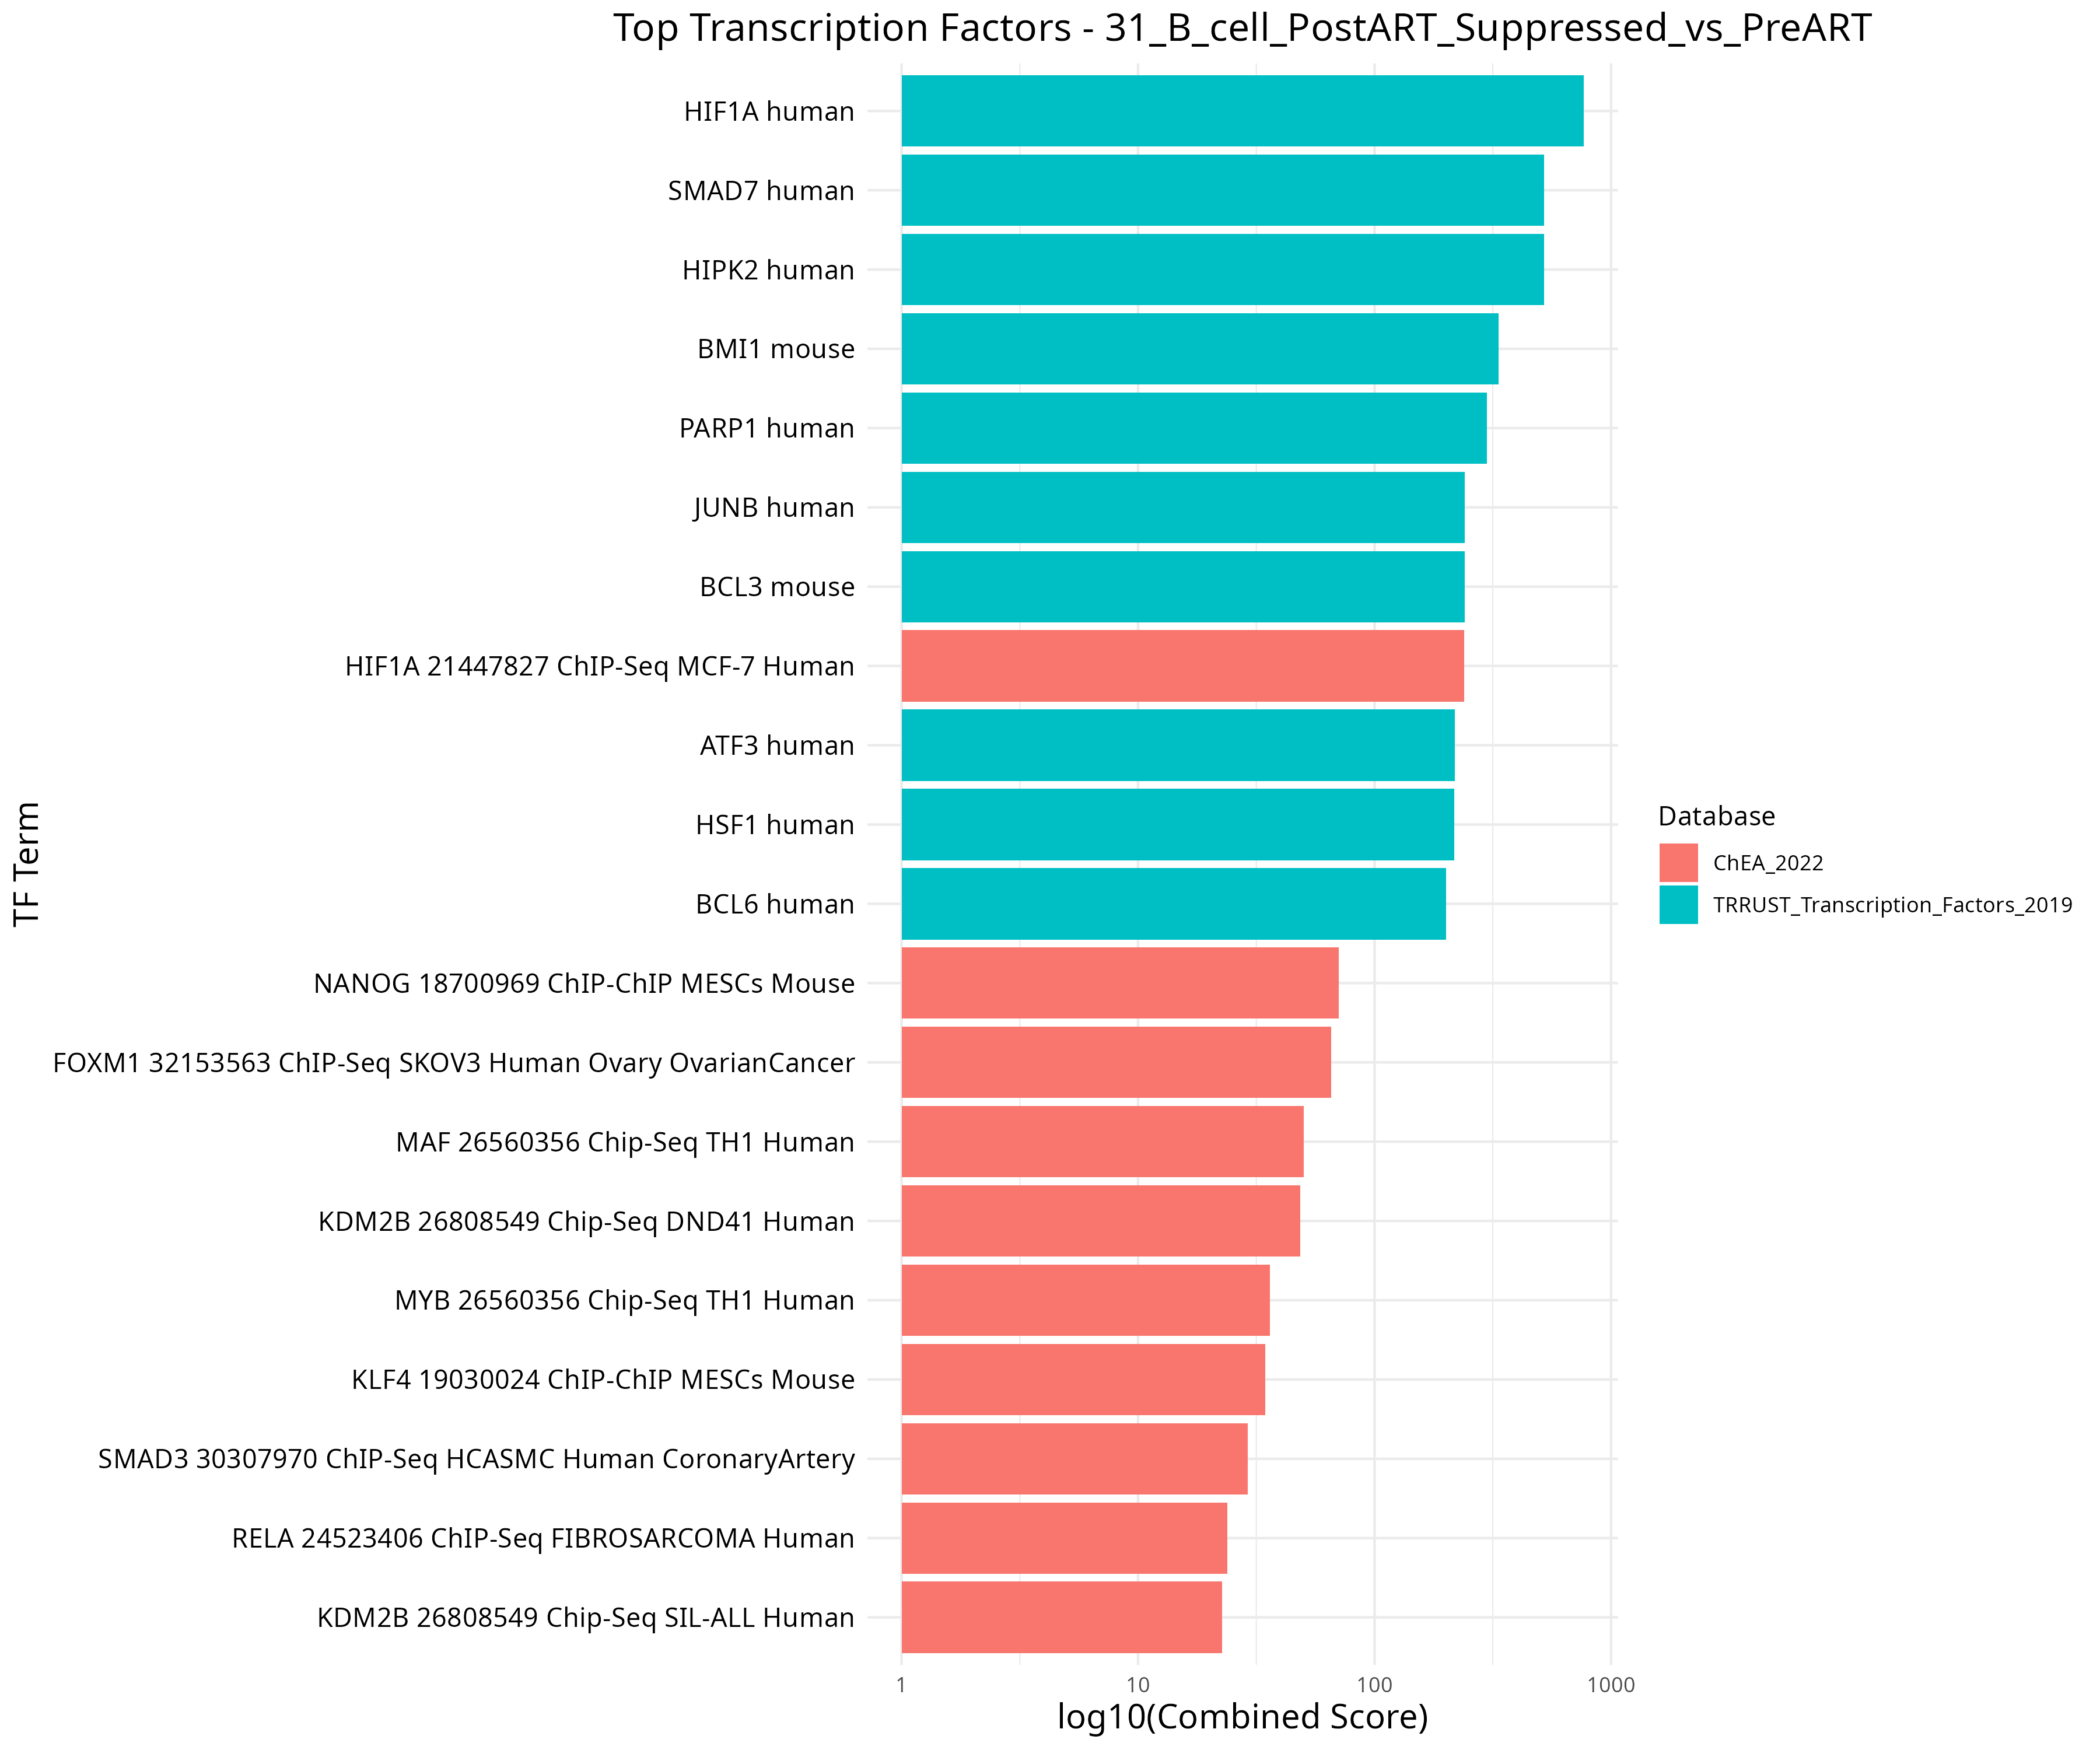 Top Transcription Factors - 31_B_cell_PostART_Suppressed_vs_PreART
TF Term
HIF1A human
SMAD7 human
HIPK2 human
BMI1 mouse
PARP1 human
JUNB human
BCL3 mouse
HIF1A 21447827 ChIP-Seq MCF-7 Human
ATF3 human
HSF1 human
BCL6 human
NANOG 18700969 ChIP-ChIP MESCs Mouse
FOXM1 32153563 ChIP-Seq SKOV3 Human Ovary OvarianCancer
MAF 26560356 Chip-Seq TH1 Human
KDM2B 26808549 Chip-Seq DND41 Human
MYB 26560356 Chip-Seq TH1 Human
KLF4 19030024 ChIP-ChIP MESCs Mouse
SMAD3 30307970 ChIP-Seq HCASMC Human CoronaryArtery
RELA 24523406 ChIP-Seq FIBROSARCOMA Human
KDM2B 26808549 Chip-Seq SIL-ALL Human
1 10 100 1000
log10(Combined Score)
Database
ChEA_2022
TRRUST_Transcription_Factors_2019